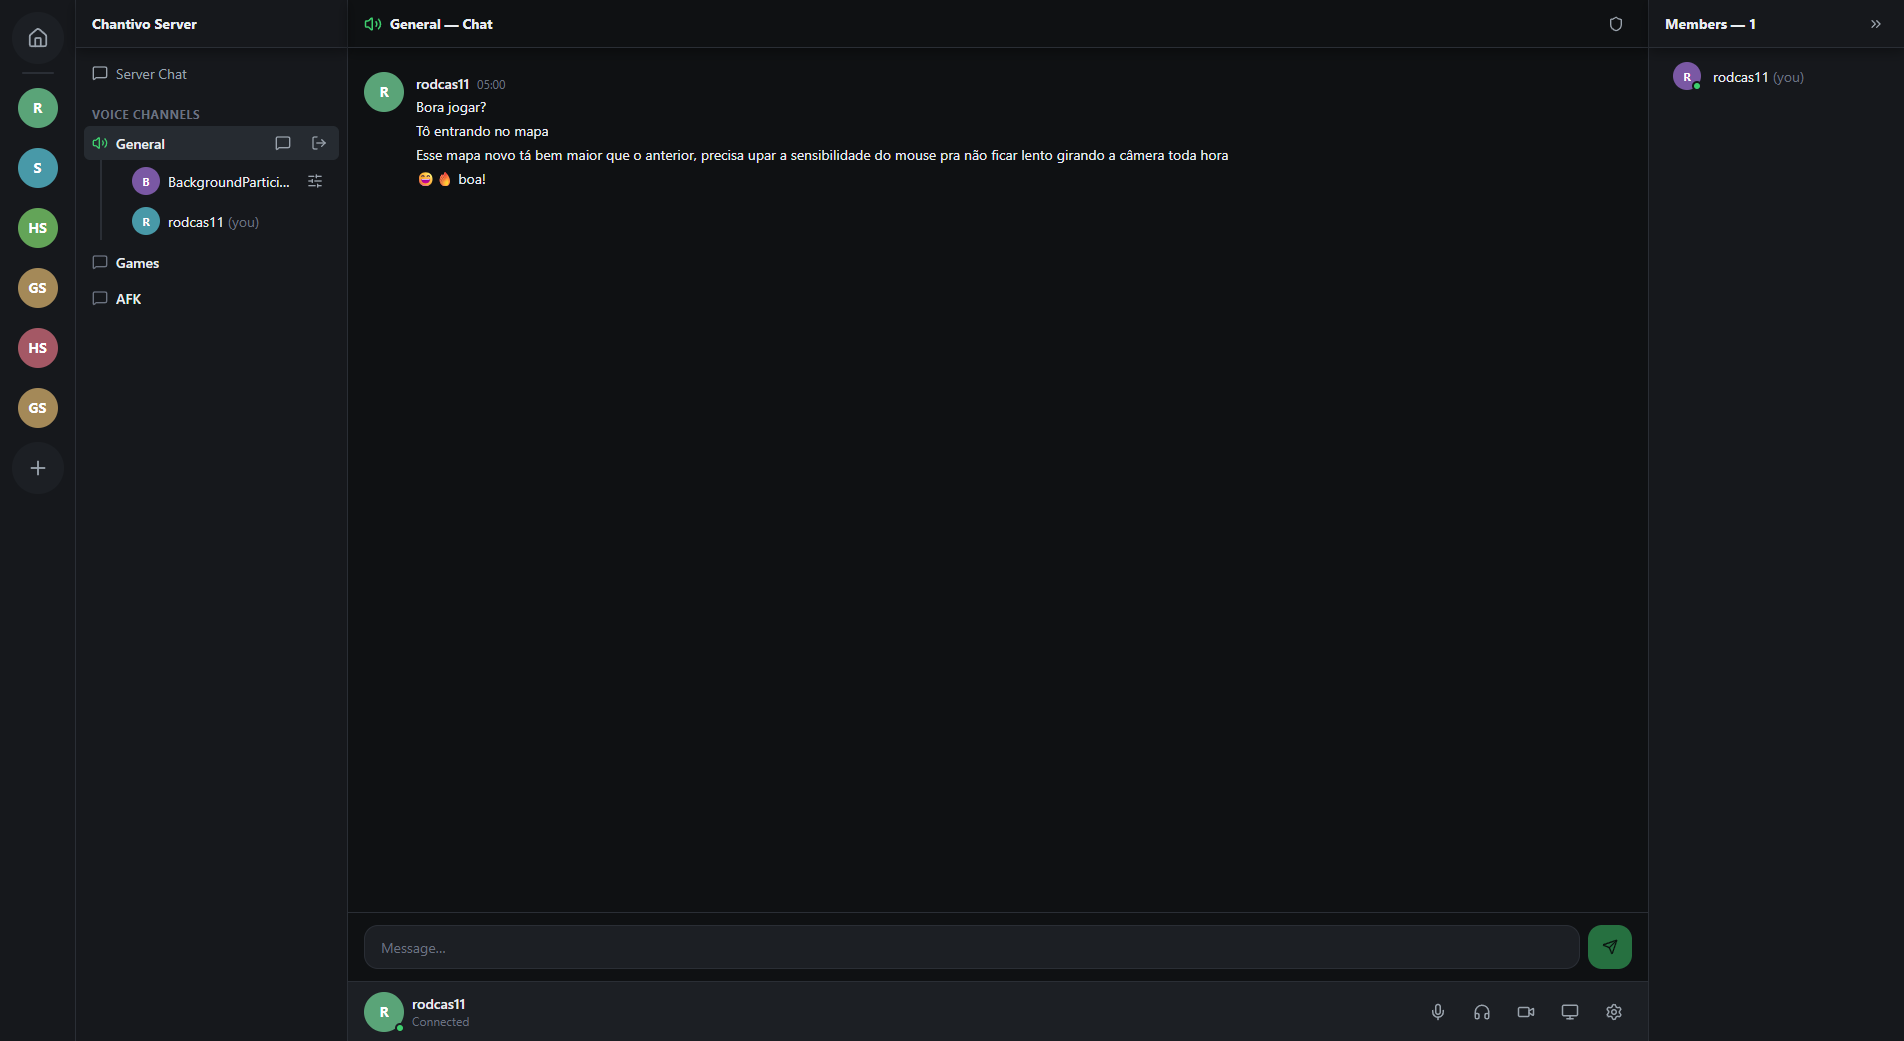 Chantivo Server
Server Chat
VOICE CHANNELS
General
B
BackgroundPartici...
R
rodcas11 (you)
Games
AFK
R
S
HS
GS
HS
GS
General — Chat
R
rodcas11 05:00
Bora jogar?
Tô entrando no mapa
Esse mapa novo tá bem maior que o anterior, precisa upar a sensibilidade do mouse pra não ficar lento girando a câmera toda hora
😄🔥 boa!
Message...
R
rodcas11
Connected
Members — 1
R
rodcas11 (you)